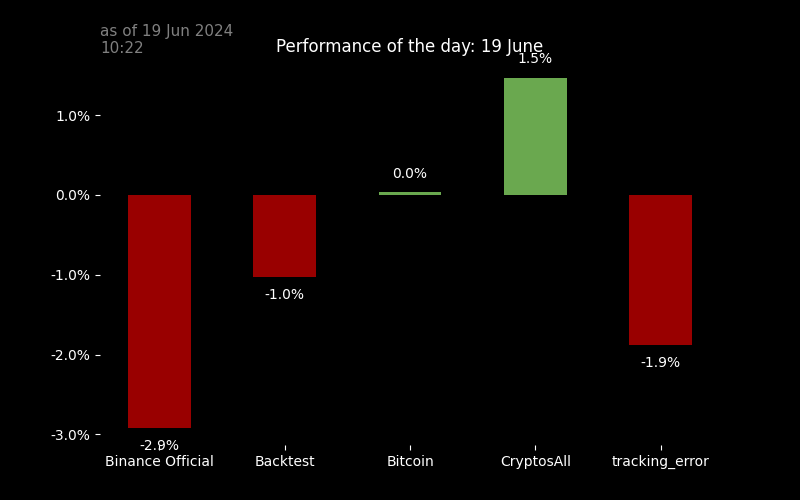 as of 19 Jun 2024
10:22
Performance of the day: 19 June
1.5%
1.0%
0.0%
0.0%
-1.0%
-1.0%
-2.0%
-1.9%
-3.0%
-2.9%
Binance Official
Backtest
Bitcoin
CryptosAll
tracking_error